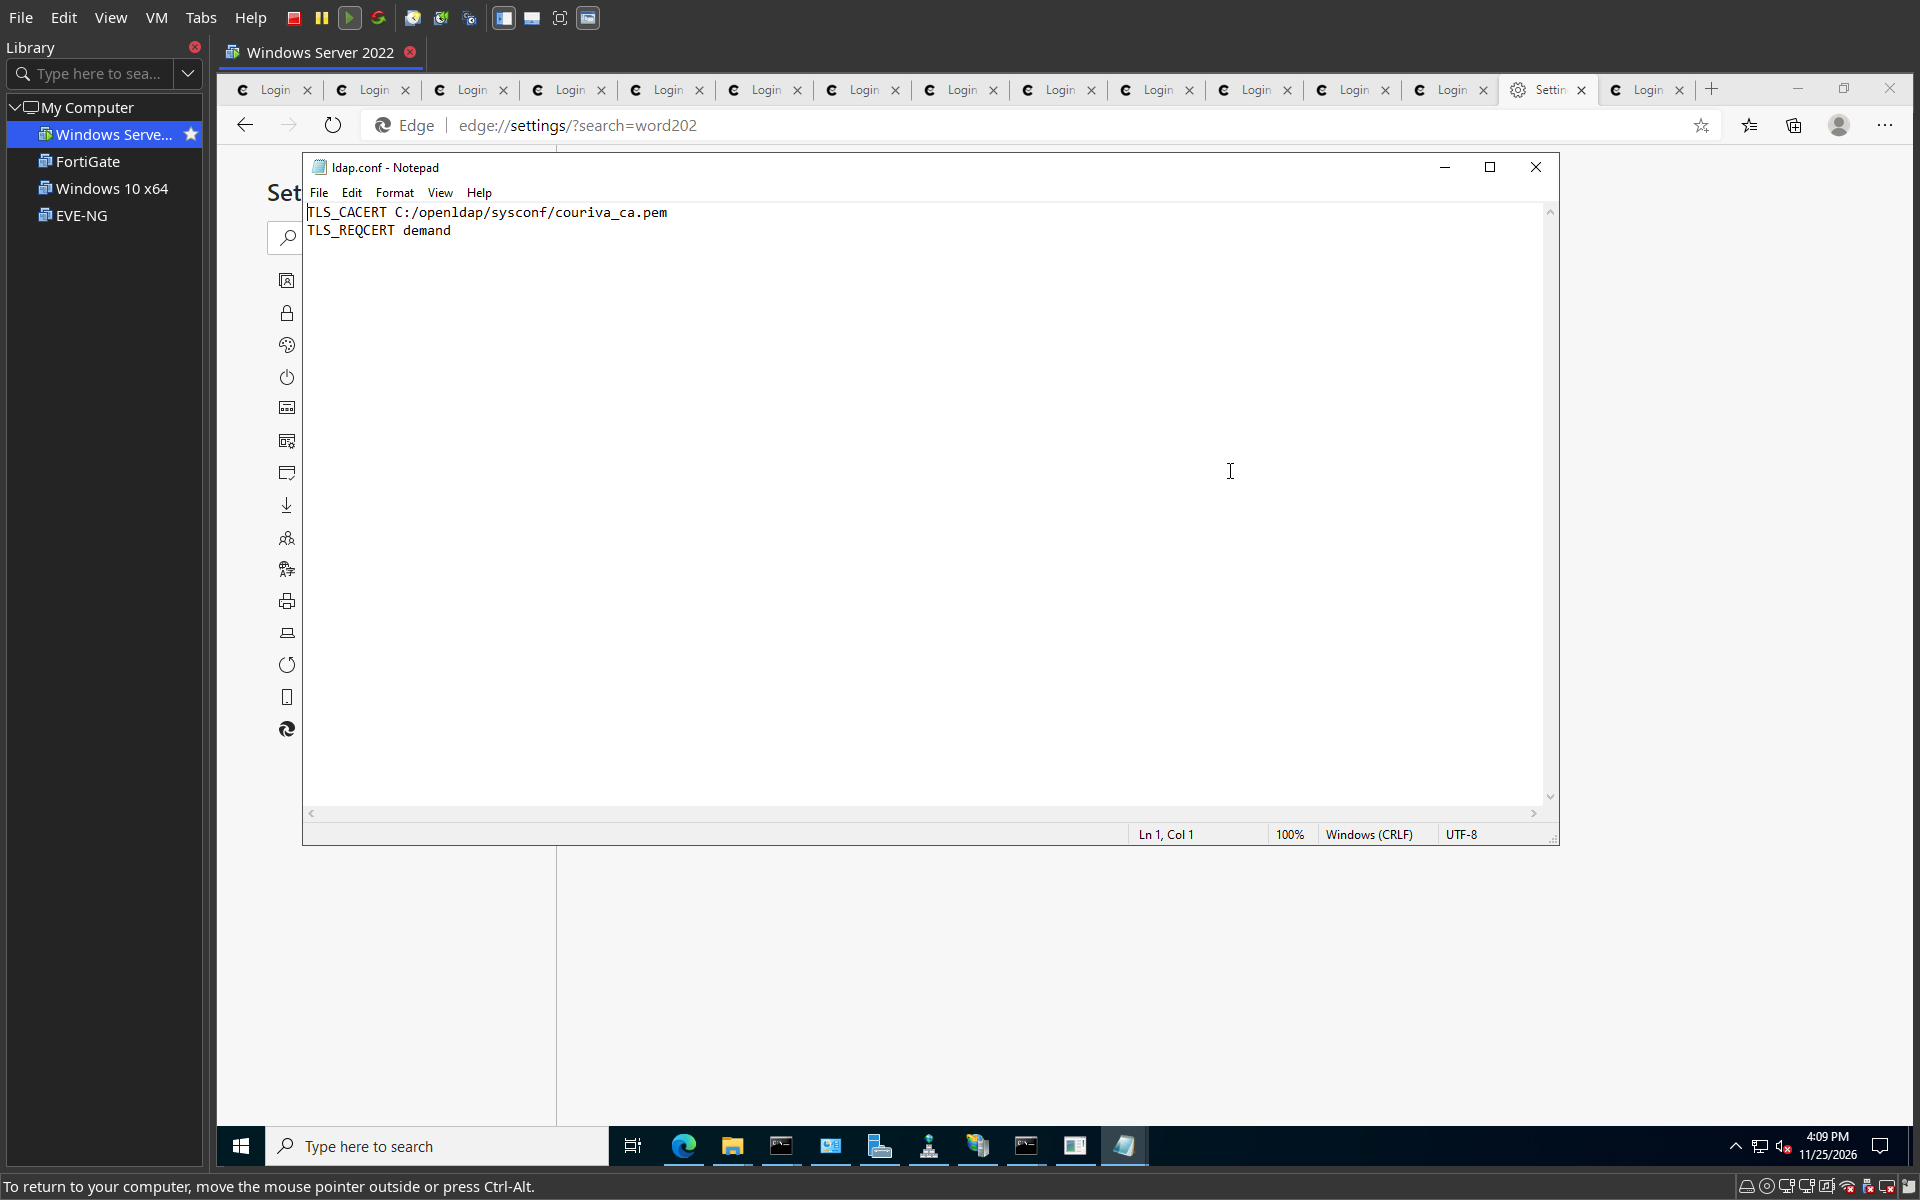 File Edit View VM Tabs Help
Library
Windows Server 2022
Type here to sea...
My Computer
Windows Serve...
FortiGate
Windows 10 x64
EVE-NG
Login Login Login Login Login Login Login Login Login Login Login Login Login Settin Login
Edge edge://settings/?search=word202
Set
ldap.conf - Notepad
File Edit Format View Help
TLS_CACERT C:/openldap/sysconf/couriva_ca.pem
TLS_REQCERT demand
Ln 1, Col 1 100% Windows (CRLF) UTF-8
Type here to search
4:09 PM
11/25/2026
To return to your computer, move the mouse pointer outside or press Ctrl-Alt.